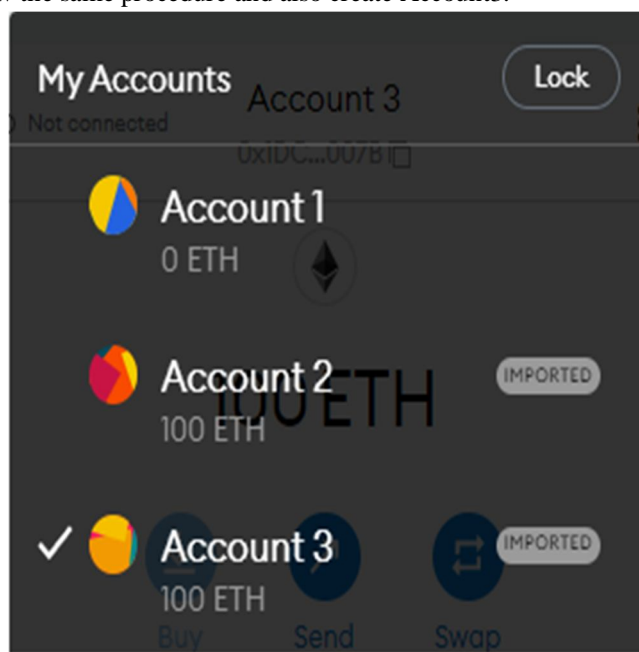 My Accounts
Lock
Account 3
Not connected
0x1DC...007B
Account 1
0 ETH
Account 2
IMPORTED
100 ETH
100 ETH
Account 3
IMPORTED
100 ETH
Buy
Send
Swap